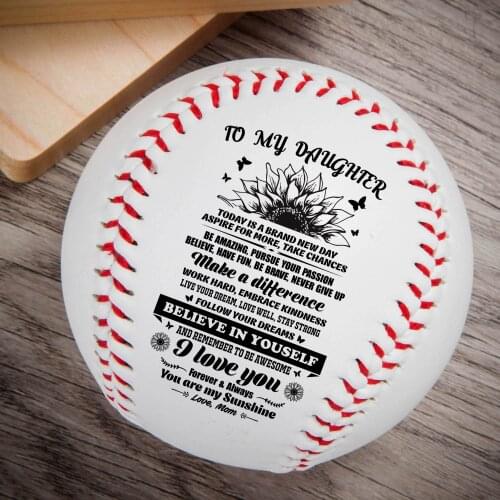 TO MY DAUGHTER
TODAY IS A BRAND NEW DAY
ASPIRE FOR MORE, TAKE CHANCES
BE AMAZING, PURSUE YOUR PASSION
BELIEVE, HAVE FUN, BE BRAVE, NEVER GIVE UP
Make a difference
WORK HARD, EMBRACE KINDNESS
LIVE YOUR DREAM, LOVE WELL, STAY STRONG
FOLLOW YOUR DREAMS
BELIEVE IN YOUSELF
AND REMEMBER TO BE AWESOME
I love you
Forever & Always
You are my Sunshine
Love, Mom